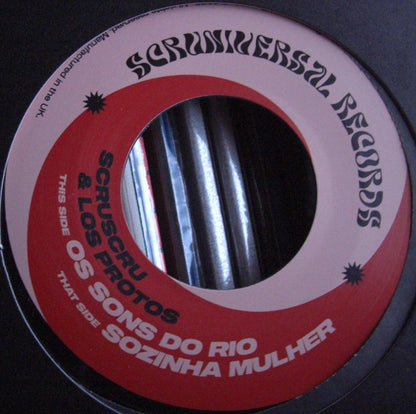 SCRUNIVERSAL RECORDS
reserved. Manufactured in the UK.
SCRUSCRU
& LOS PROTOS
THIS SIDE OS SONS DO RIO
THAT SIDE SOZINHA MULHER